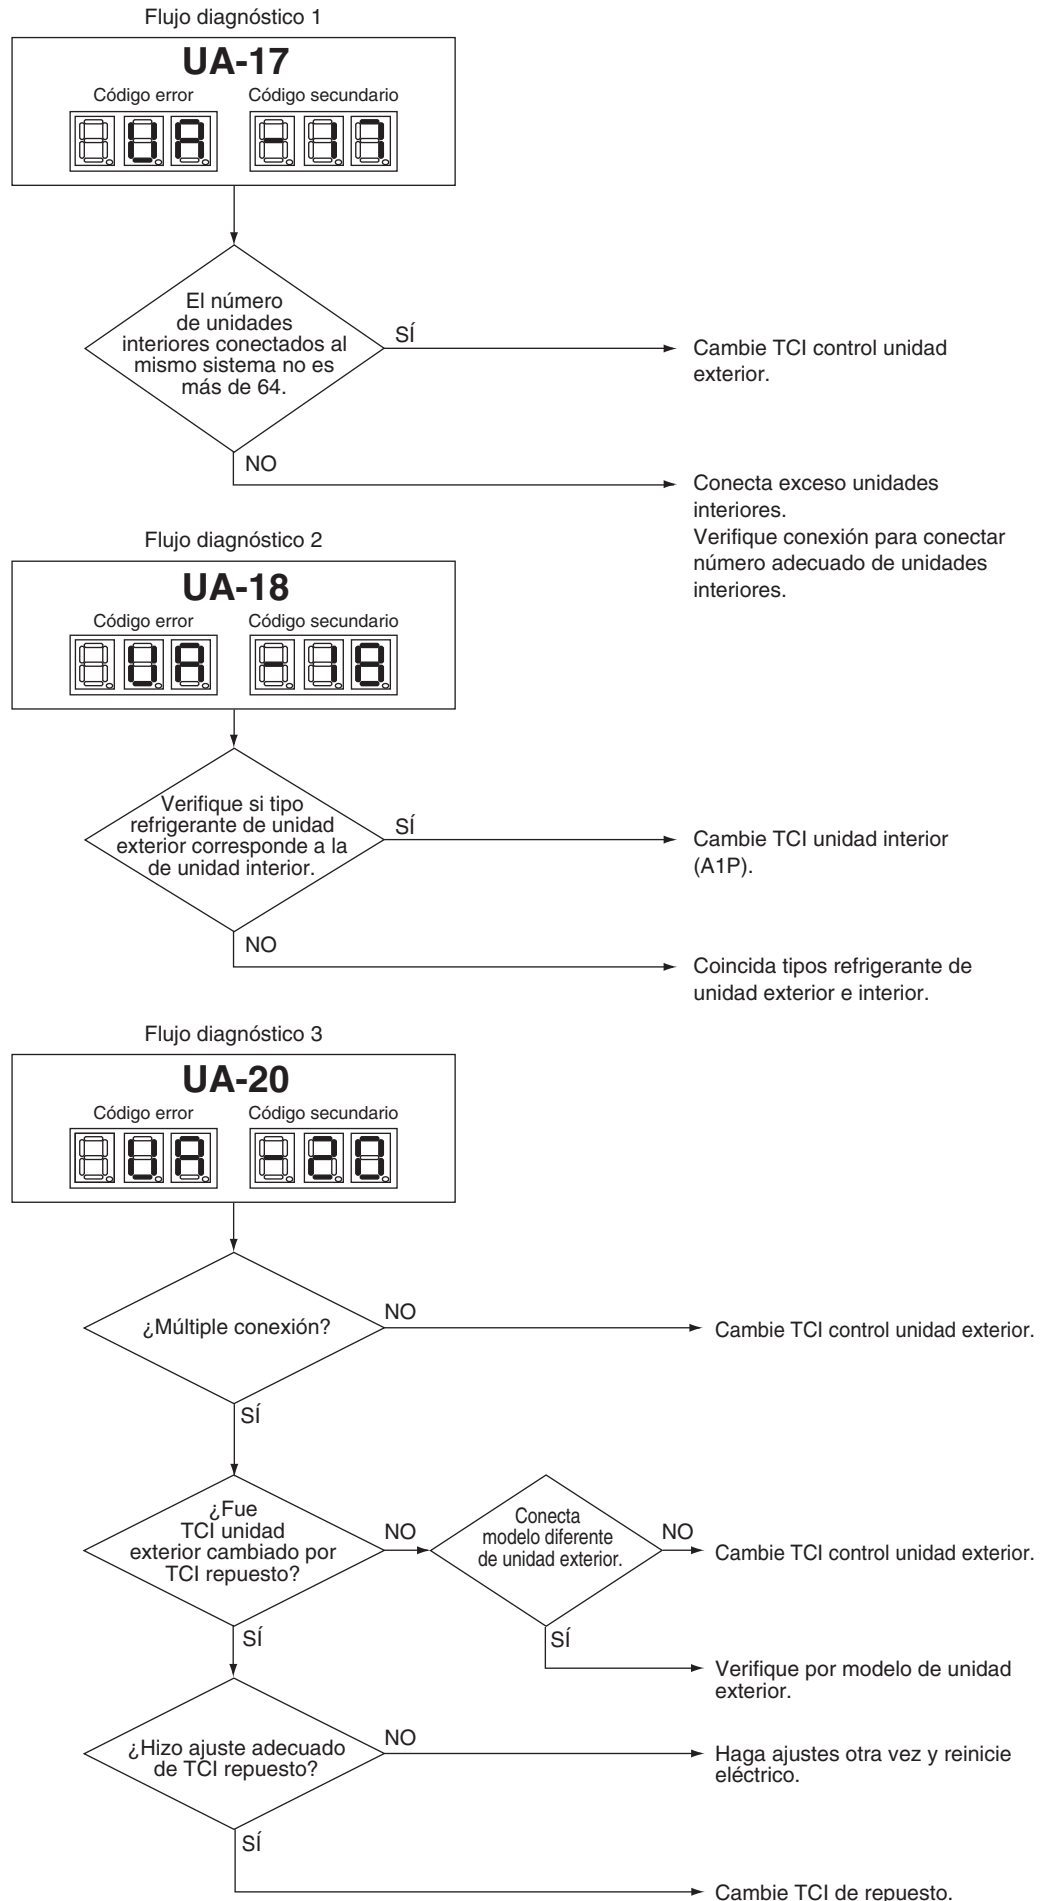 Flujo diagnóstico 1
UA-17
Código error Código secundario
UA -17
El número
de unidades
interiores conectados al
mismo sistema no es
más de 64.
SÍ
Cambie TCI control unidad
exterior.
NO
Conecta exceso unidades
interiores.
Verifique conexión para conectar
número adecuado de unidades
interiores.
Flujo diagnóstico 2
UA-18
Código error Código secundario
UA -18
Verifique si tipo
refrigerante de unidad
exterior corresponde a la
de unidad interior.
SÍ
Cambie TCI unidad interior
(A1P).
NO
Coincida tipos refrigerante de
unidad exterior e interior.
Flujo diagnóstico 3
UA-20
Código error Código secundario
UA -20
¿Múltiple conexión?
NO
Cambie TCI control unidad exterior.
SÍ
¿Fue
TCI unidad
exterior cambiado por
TCI repuesto?
NO
Conecta
modelo diferente
de unidad exterior.
NO
Cambie TCI control unidad exterior.
SÍ
SÍ
Verifique por modelo de unidad
exterior.
¿Hizo ajuste adecuado
de TCI repuesto?
NO
Haga ajustes otra vez y reinicie
eléctrico.
SÍ
Cambie TCI de repuesto.